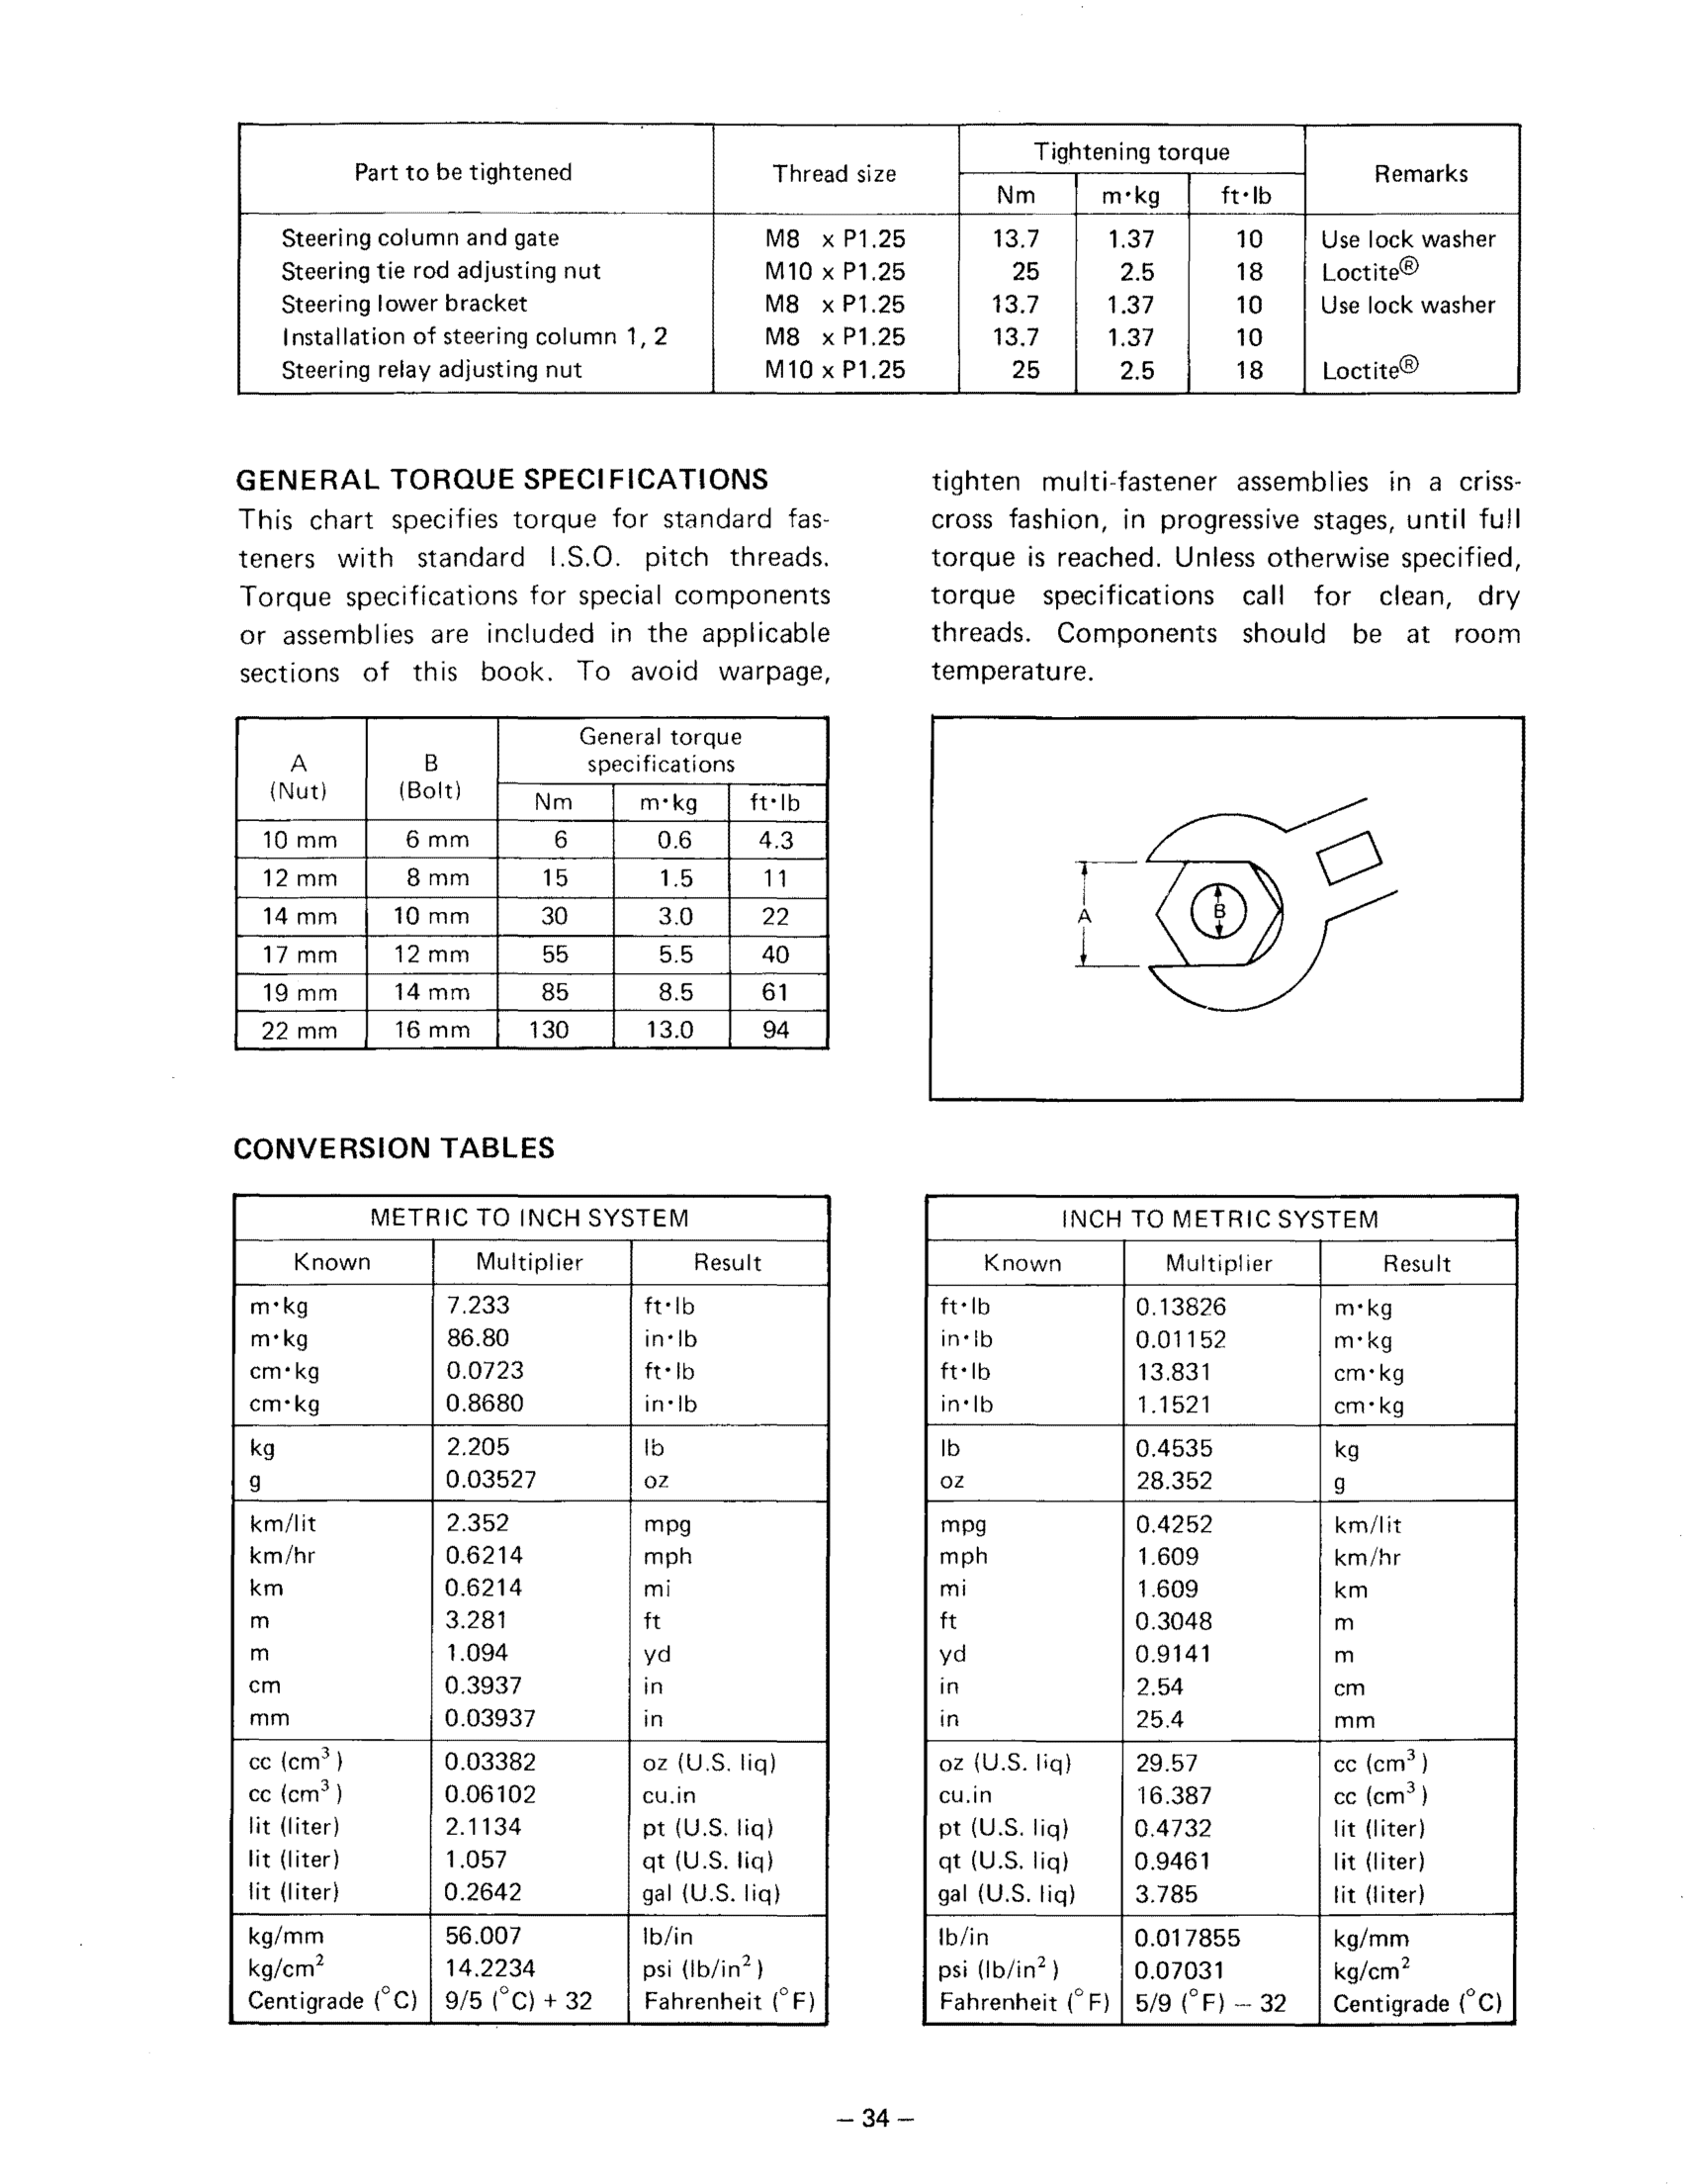 Part to be tightened Thread size Tightening torque Remarks
Nm m•kg ft•lb
Steering column and gate M8 x P1.25 13.7 1.37 10 Use lock washer
Steering tie rod adjusting nut M10 x P1.25 25 2.5 18 Loctite®
Steering lower bracket M8 x P1.25 13.7 1.37 10 Use lock washer
Installation of steering column 1, 2 M8 x P1.25 13.7 1.37 10
Steering relay adjusting nut M10 x P1.25 25 2.5 18 Loctite®
GENERAL TORQUE SPECIFICATIONS
This chart specifies torque for standard fas-
teners with standard I.S.O. pitch threads.
Torque specifications for special components
or assemblies are included in the applicable
sections of this book. To avoid warpage,
tighten multi-fastener assemblies in a criss-
cross fashion, in progressive stages, until full
torque is reached. Unless otherwise specified,
torque specifications call for clean, dry
threads. Components should be at room
temperature.
A (Nut) B (Bolt) General torque specifications
Nm m•kg ft•lb
10 mm 6 mm 6 0.6 4.3
12 mm 8 mm 15 1.5 11
14 mm 10 mm 30 3.0 22
17 mm 12 mm 55 5.5 40
19 mm 14 mm 85 8.5 61
22 mm 16 mm 130 13.0 94
A
B
CONVERSION TABLES
METRIC TO INCH SYSTEM
Known Multiplier Result
m•kg 7.233 ft•lb
m•kg 86.80 in•lb
cm•kg 0.0723 ft•lb
cm•kg 0.8680 in•lb
kg 2.205 lb
g 0.03527 oz
km/lit 2.352 mpg
km/hr 0.6214 mph
km 0.6214 mi
m 3.281 ft
m 1.094 yd
cm 0.3937 in
mm 0.03937 in
cc (cm³) 0.03382 oz (U.S. liq)
cc (cm³) 0.06102 cu.in
lit (liter) 2.1134 pt (U.S. liq)
lit (liter) 1.057 qt (U.S. liq)
lit (liter) 0.2642 gal (U.S. liq)
kg/mm 56.007 lb/in
kg/cm² 14.2234 psi (lb/in²)
Centigrade (°C) 9/5 (°C) + 32 Fahrenheit (°F)
INCH TO METRIC SYSTEM
Known Multiplier Result
ft•lb 0.13826 m•kg
in•lb 0.01152 m•kg
ft•lb 13.831 cm•kg
in•lb 1.1521 cm•kg
lb 0.4535 kg
oz 28.352 g
mpg 0.4252 km/lit
mph 1.609 km/hr
mi 1.609 km
ft 0.3048 m
yd 0.9141 m
in 2.54 cm
in 25.4 mm
oz (U.S. liq) 29.57 cc (cm³)
cu.in 16.387 cc (cm³)
pt (U.S. liq) 0.4732 lit (liter)
qt (U.S. liq) 0.9461 lit (liter)
gal (U.S. liq) 3.785 lit (liter)
lb/in 0.017855 kg/mm
psi (lb/in²) 0.07031 kg/cm²
Fahrenheit (°F) 5/9 (°F) – 32 Centigrade (°C)
– 34 –